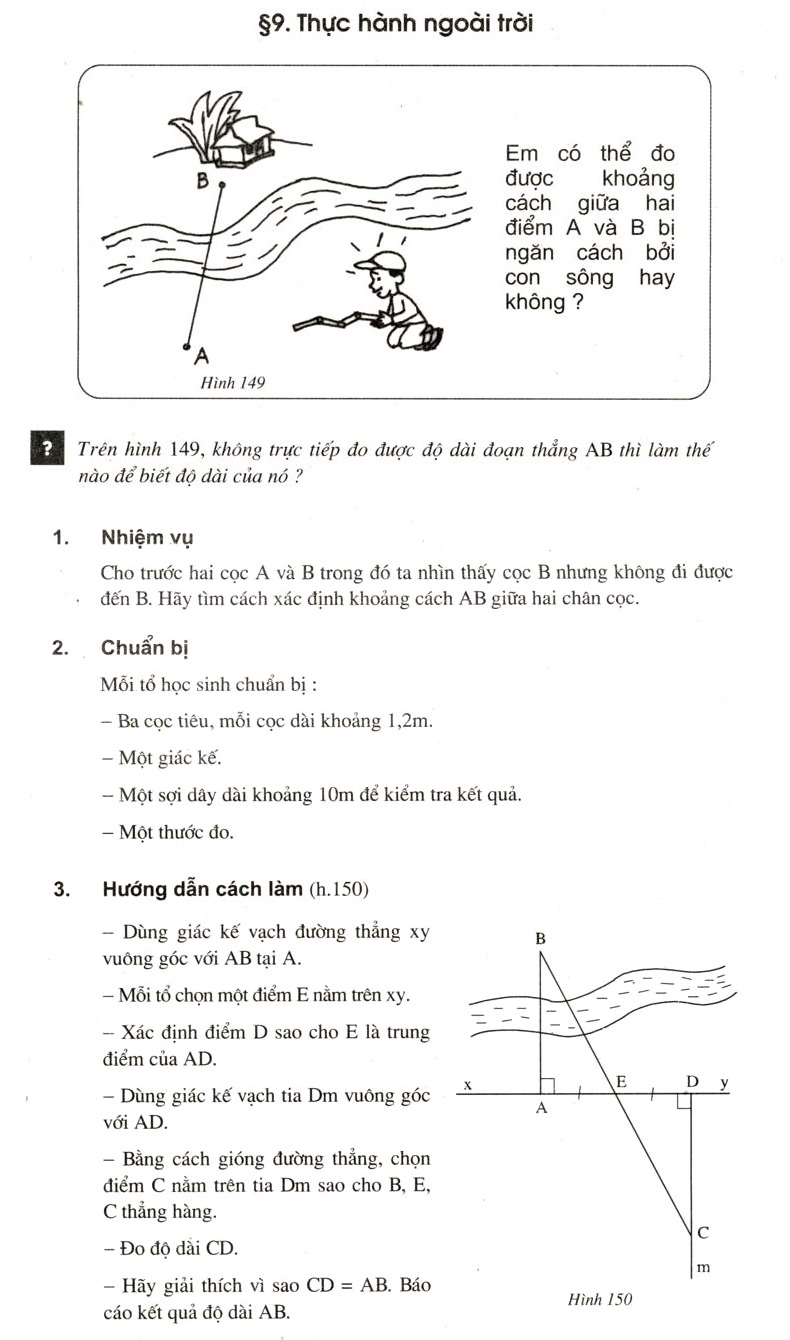 §9. Thực hành ngoài trời
Em có thể đo
được khoảng
cách giữa hai
điểm A và B bị
ngăn cách bởi
con sông hay
không ?
B
A
Hình 149
? Trên hình 149, không trực tiếp đo được độ dài đoạn thẳng AB thì làm thế
nào để biết độ dài của nó ?
1. Nhiệm vụ
Cho trước hai cọc A và B trong đó ta nhìn thấy cọc B nhưng không đi được
đến B. Hãy tìm cách xác định khoảng cách AB giữa hai chân cọc.
2. Chuẩn bị
Mỗi tổ học sinh chuẩn bị :
– Ba cọc tiêu, mỗi cọc dài khoảng 1,2m.
– Một giác kế.
– Một sợi dây dài khoảng 10m để kiểm tra kết quả.
– Một thước đo.
3. Hướng dẫn cách làm (h.150)
– Dùng giác kế vạch đường thẳng xy
vuông góc với AB tại A.
– Mỗi tổ chọn một điểm E nằm trên xy.
– Xác định điểm D sao cho E là trung
điểm của AD.
– Dùng giác kế vạch tia Dm vuông góc
với AD.
– Bằng cách gióng đường thẳng, chọn
điểm C nằm trên tia Dm sao cho B, E,
C thẳng hàng.
– Đo độ dài CD.
– Hãy giải thích vì sao CD = AB. Báo
cáo kết quả độ dài AB.
B
x E D y
A
C
m
Hình 150